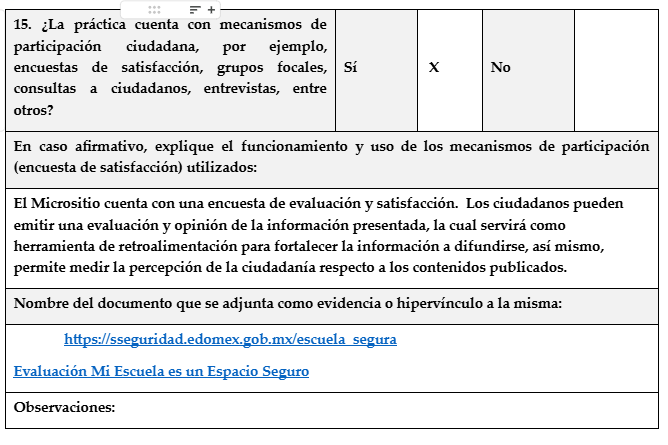 15. ¿La práctica cuenta con mecanismos de
participación ciudadana, por ejemplo,
encuestas de satisfacción, grupos focales,
consultas a ciudadanos, entrevistas, entre
otros?
Sí
X
No
En caso afirmativo, explique el funcionamiento y uso de los mecanismos de participación
(encuesta de satisfacción) utilizados:
El Micrositio cuenta con una encuesta de evaluación y satisfacción. Los ciudadanos pueden
emitir una evaluación y opinión de la información presentada, la cual servirá como
herramienta de retroalimentación para fortalecer la información a difundirse, así mismo,
permite medir la percepción de la ciudadanía respecto a los contenidos publicados.
Nombre del documento que se adjunta como evidencia o hipervínculo a la misma:
https://sseguridad.edomex.gob.mx/escuela_segura
Evaluación Mi Escuela es un Espacio Seguro
Observaciones: